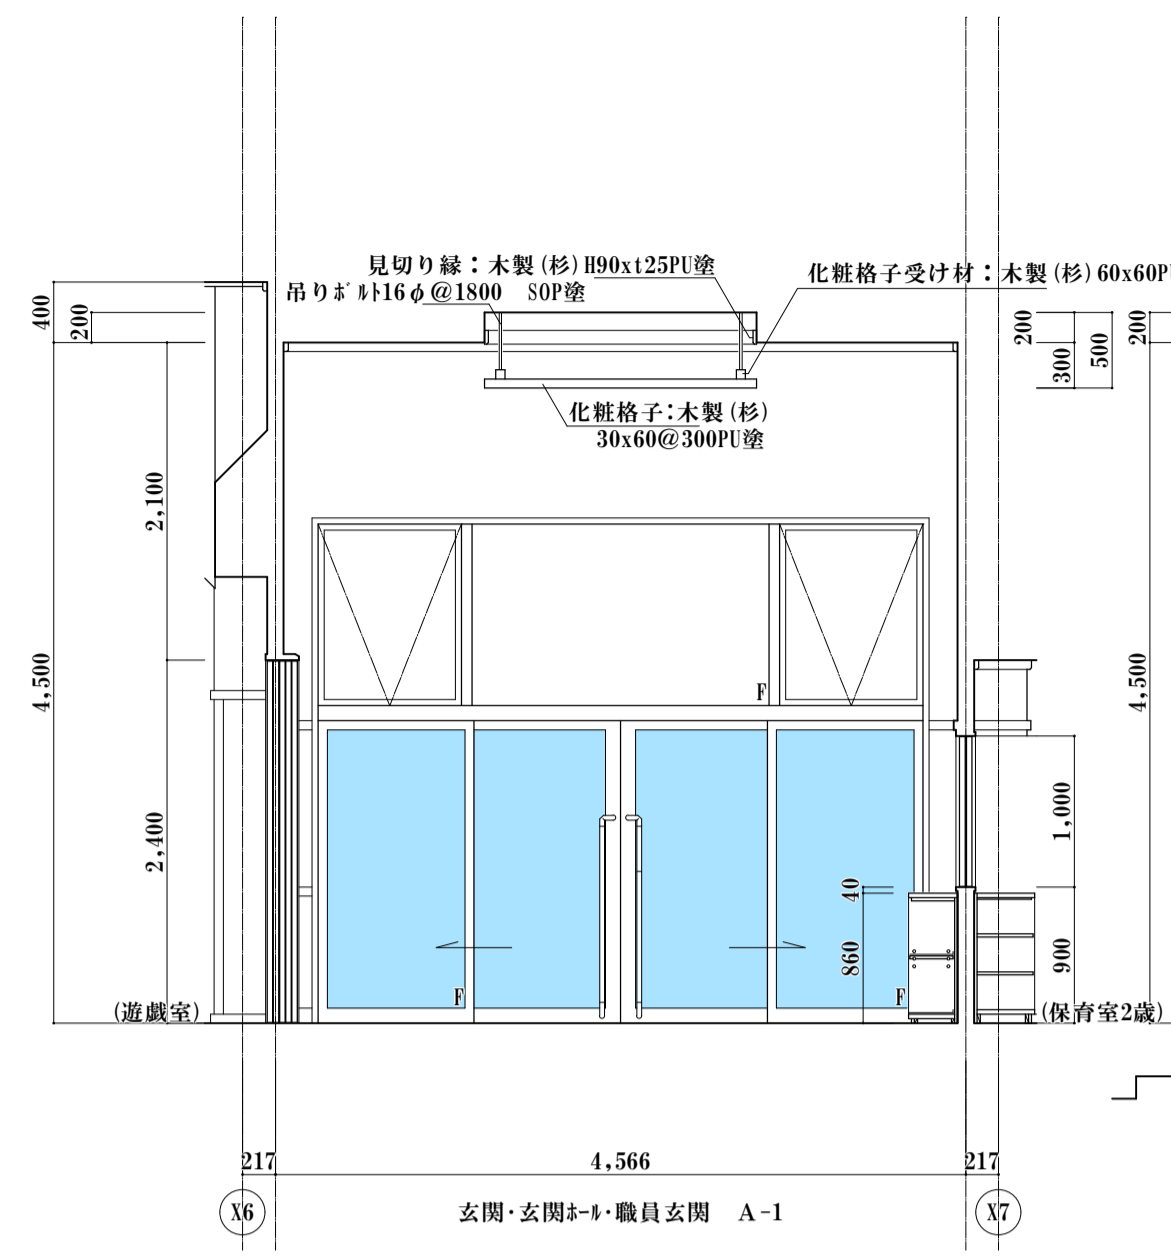 見切り縁：木製(杉)H90xt25PU塗
吊りﾎﾞﾙﾄ16φ@1800　SOP塗
化粧格子受け材：木製(杉)60x60P
化粧格子:木製(杉)
30x60@300PU塗
400
200
2,100
4,500
2,400
200
300
500
200
4,500
1,000
900
40
860
F
F
F
(遊戯室)
(保育室2歳)
217
4,566
217
X6
玄関･玄関ﾎｰﾙ･職員玄関　A-1
X7